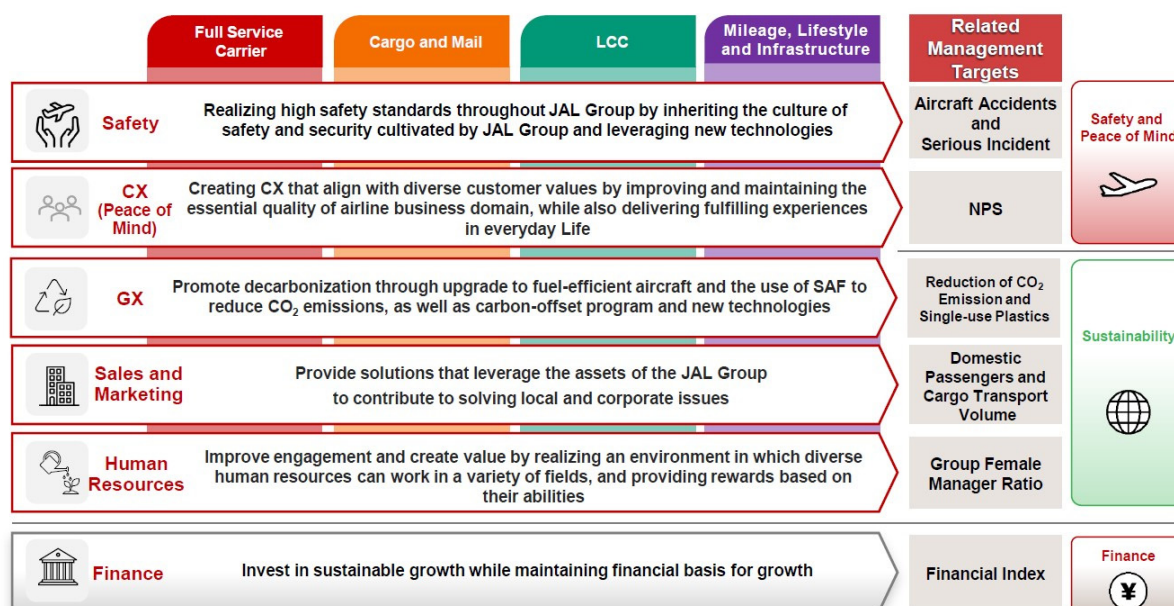 Full Service
Carrier
Cargo and Mail
LCC
Mileage, Lifestyle
and Infrastructure
Related
Management
Targets
Safety
Realizing high safety standards throughout JAL Group by inheriting the culture of
safety and security cultivated by JAL Group and leveraging new technologies
Aircraft Accidents
and
Serious Incident
Safety and
Peace of Mind
CX
(Peace of
Mind)
Creating CX that align with diverse customer values by improving and maintaining the
essential quality of airline business domain, while also delivering fulfilling experiences
in everyday Life
NPS
GX
Promote decarbonization through upgrade to fuel-efficient aircraft and the use of SAF to
reduce CO₂ emissions, as well as carbon-offset program and new technologies
Reduction of CO₂
Emission and
Single-use Plastics
Sustainability
Sales and
Marketing
Provide solutions that leverage the assets of the JAL Group
to contribute to solving local and corporate issues
Domestic
Passengers and
Cargo Transport
Volume
Human
Resources
Improve engagement and create value by realizing an environment in which diverse
human resources can work in a variety of fields, and providing rewards based on
their abilities
Group Female
Manager Ratio
Finance
Invest in sustainable growth while maintaining financial basis for growth
Financial Index
Finance
¥